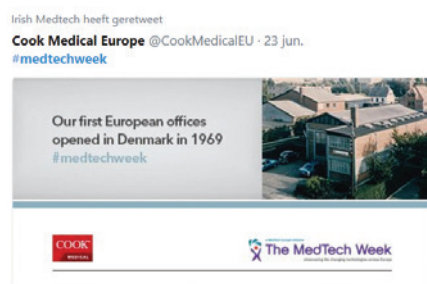 Irish Medtech heeft geretweet
Cook Medical Europe @CookMedicalEU · 23 jun.
#medtechweek
Our first European offices
opened in Denmark in 1969
#medtechweek
COOK
MEDICAL
The MedTech Week